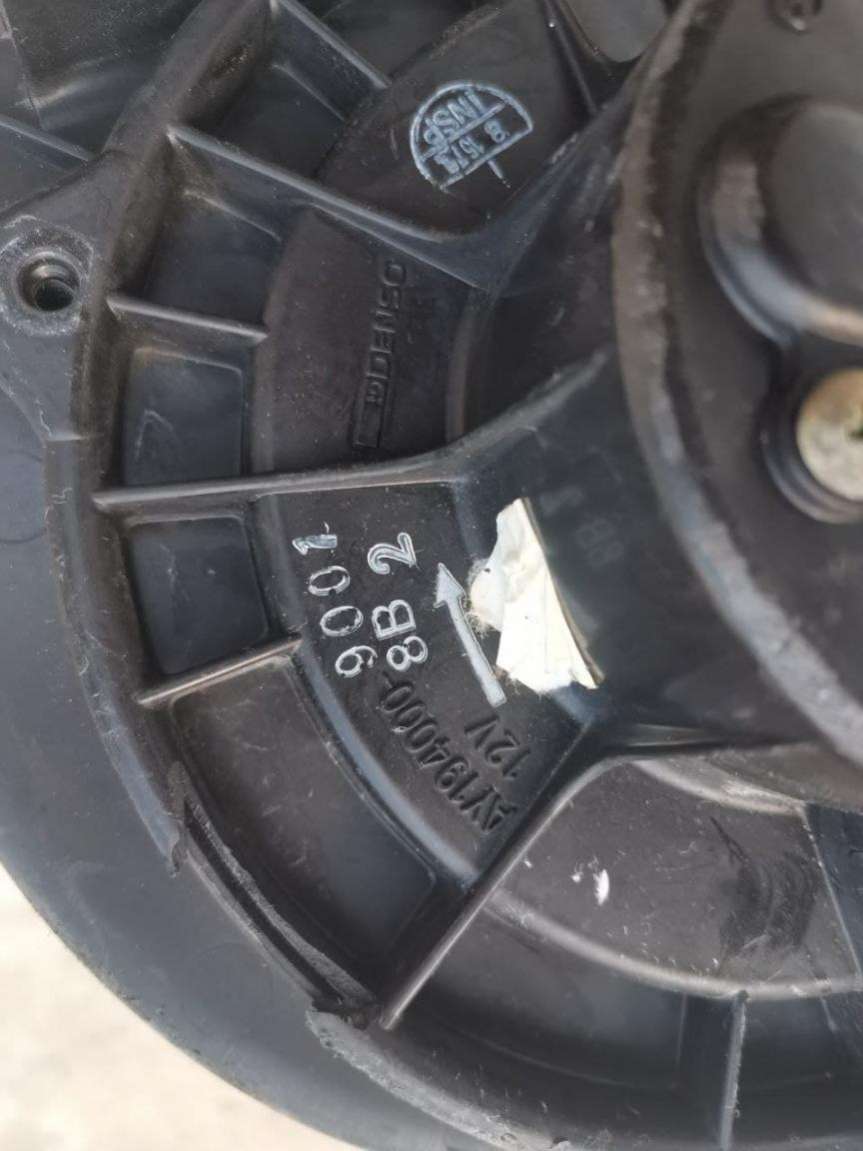 INSP
DENSO
9001
8B 2
AY194000-
12V